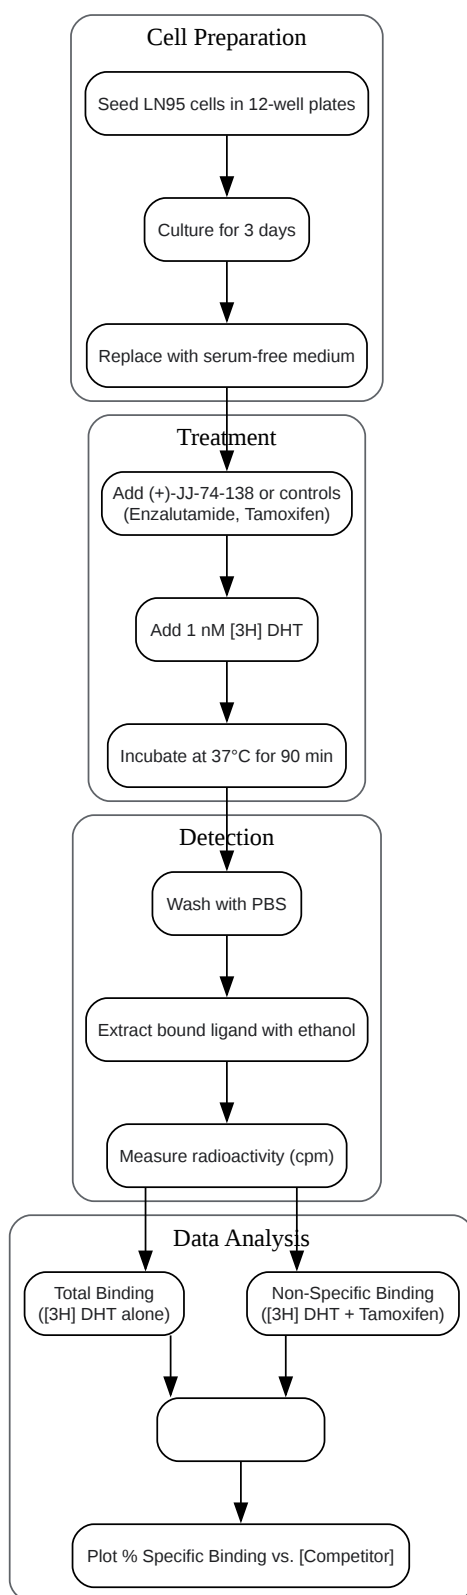 Cell Preparation
Seed LN95 cells in 12-well plates
Culture for 3 days
Replace with serum-free medium
Treatment
Add (+)-JJ-74-138 or controls
(Enzalutamide, Tamoxifen)
Add 1 nM [3H] DHT
Incubate at 37°C for 90 min
Detection
Wash with PBS
Extract bound ligand with ethanol
Measure radioactivity (cpm)
Data Analysis
Total Binding
([3H] DHT alone)
Non-Specific Binding
([3H] DHT + Tamoxifen)
Plot % Specific Binding vs. [Competitor]